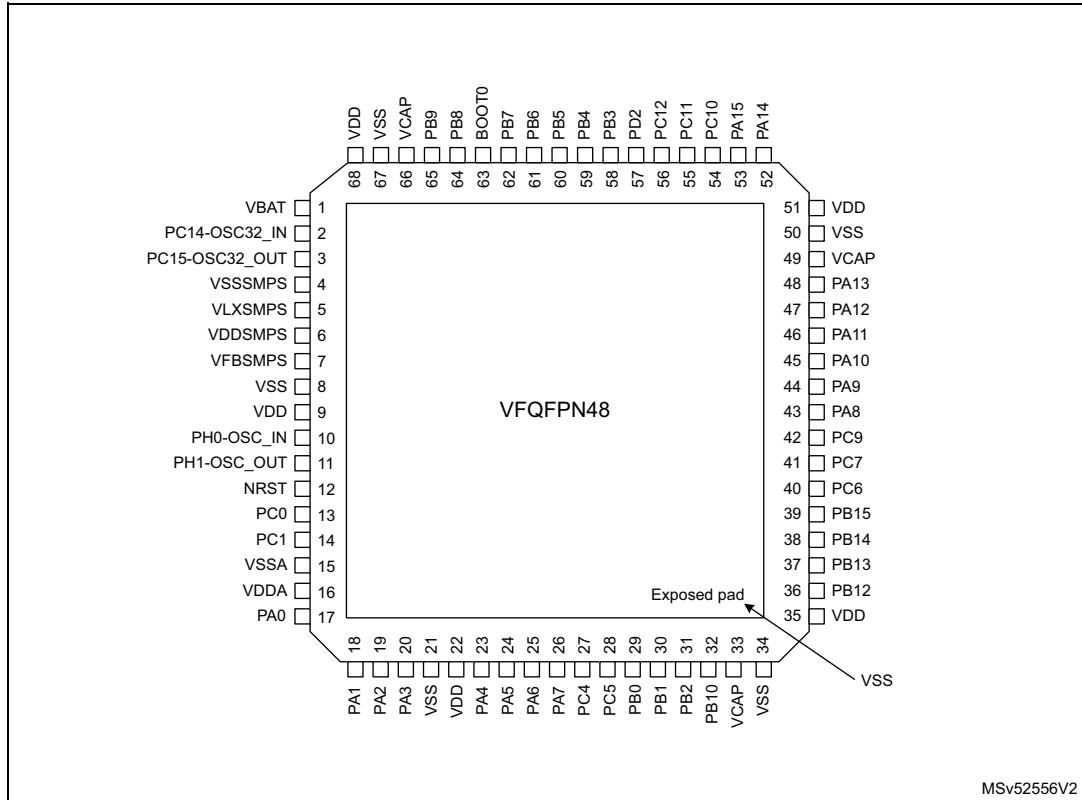 VDD
VSS
VCAP
PB9
PB8
BOOT0
PB7
PB6
PB5
PB4
PB3
PD2
PC12
PC11
PC10
PA15
PA14
68
67
66
65
64
63
62
61
60
59
58
57
56
55
54
53
52
VBAT 1
PC14-OSC32_IN 2
PC15-OSC32_OUT 3
VSSSMPS 4
VLXSMPS 5
VDDSMPS 6
VFBSMPS 7
VSS 8
VDD 9
PH0-OSC_IN 10
PH1-OSC_OUT 11
NRST 12
PC0 13
PC1 14
VSSA 15
VDDA 16
PA0 17
VFQFPN48
Exposed pad
51 VDD
50 VSS
49 VCAP
48 PA13
47 PA12
46 PA11
45 PA10
44 PA9
43 PA8
42 PC9
41 PC7
40 PC6
39 PB15
38 PB14
37 PB13
36 PB12
35 VDD
18
19
20
21
22
23
24
25
26
27
28
29
30
31
32
33
34
PA1
PA2
PA3
VSS
VDD
PA4
PA5
PA6
PA7
PC4
PC5
PB0
PB1
PB2
PB10
VCAP
VSS
VSS
MSv52556V2